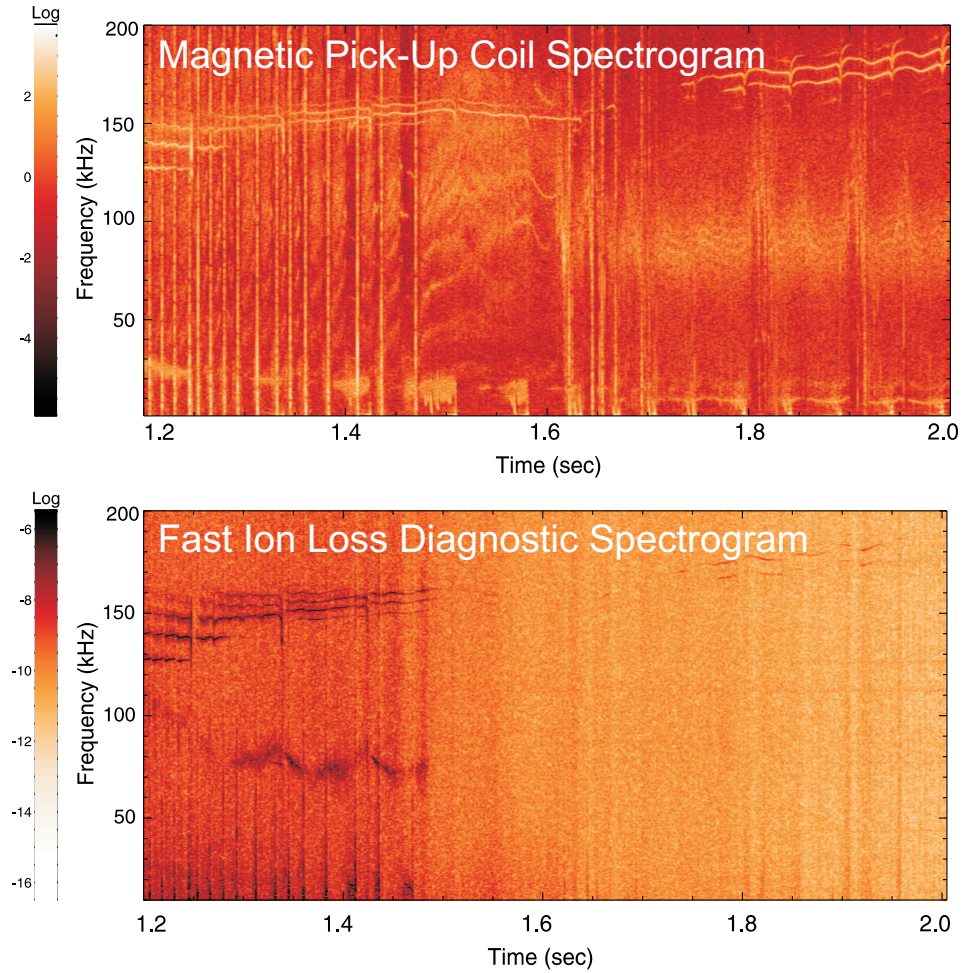 Log
200
Magnetic Pick-Up Coil Spectrogram
2
150
0
Frequency (kHz)
100
-2
50
-4
1.2 1.4 1.6 1.8 2.0
Time (sec)
Log
200
Fast Ion Loss Diagnostic Spectrogram
-6
150
-8
Frequency (kHz)
-10
100
-12
50
-14
-16
1.2 1.4 1.6 1.8 2.0
Time (sec)